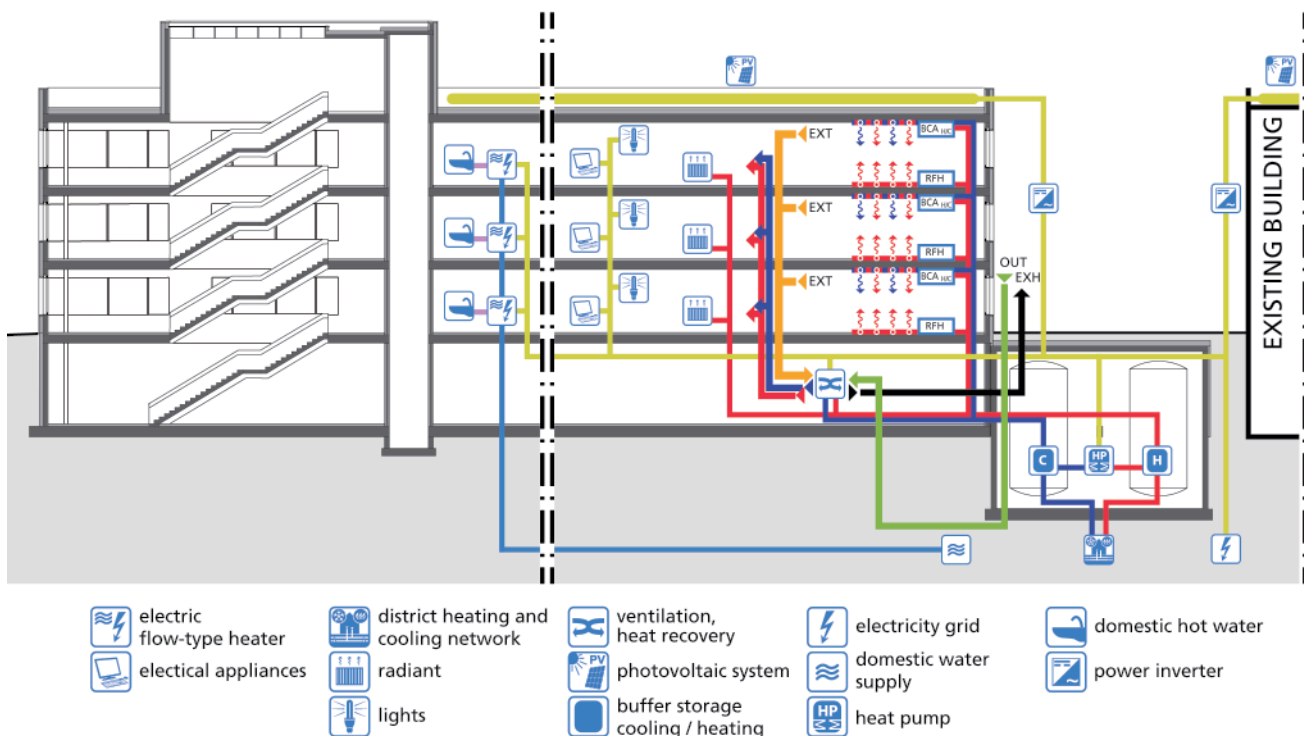 PV
PV
EXT
BCA H/C
RFH
EXT
BCA H/C
RFH
OUT
EXH
EXT
BCA H/C
RFH
EXISTING BUILDING
C
HP
H
electric
flow-type heater
district heating and
cooling network
ventilation,
heat recovery
electricity grid
domestic hot water
electical appliances
radiant
PV
photovoltaic system
domestic water
supply
power inverter
lights
buffer storage
cooling / heating
HP
heat pump